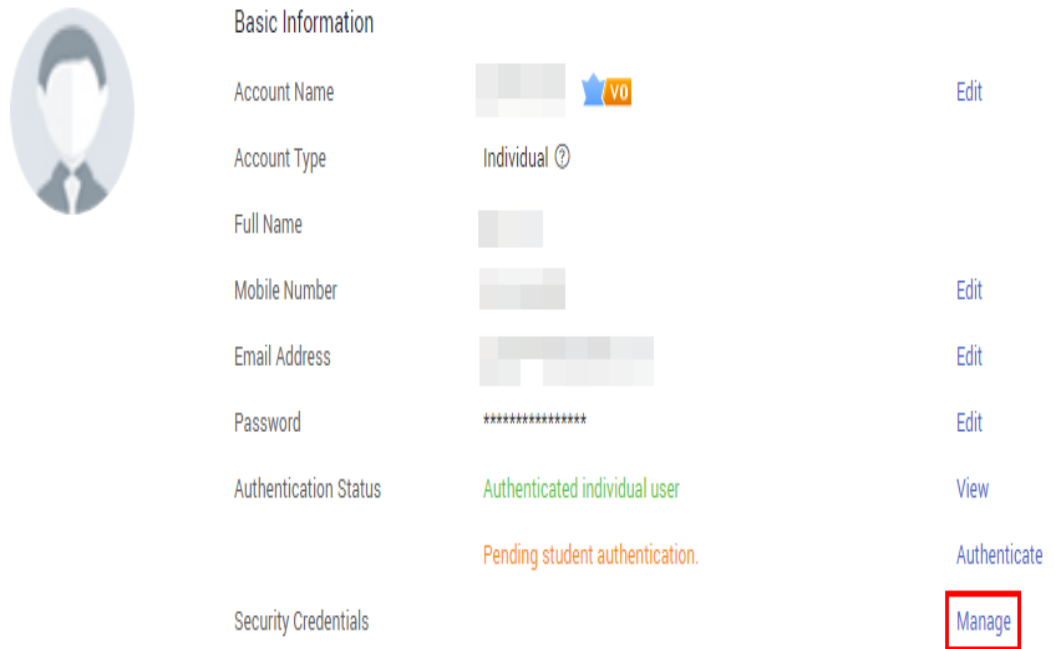 Basic Information
Account Name V0 Edit
Account Type Individual ?
Full Name
Mobile Number Edit
Email Address Edit
Password **************** Edit
Authentication Status Authenticated individual user View
Pending student authentication. Authenticate
Security Credentials Manage